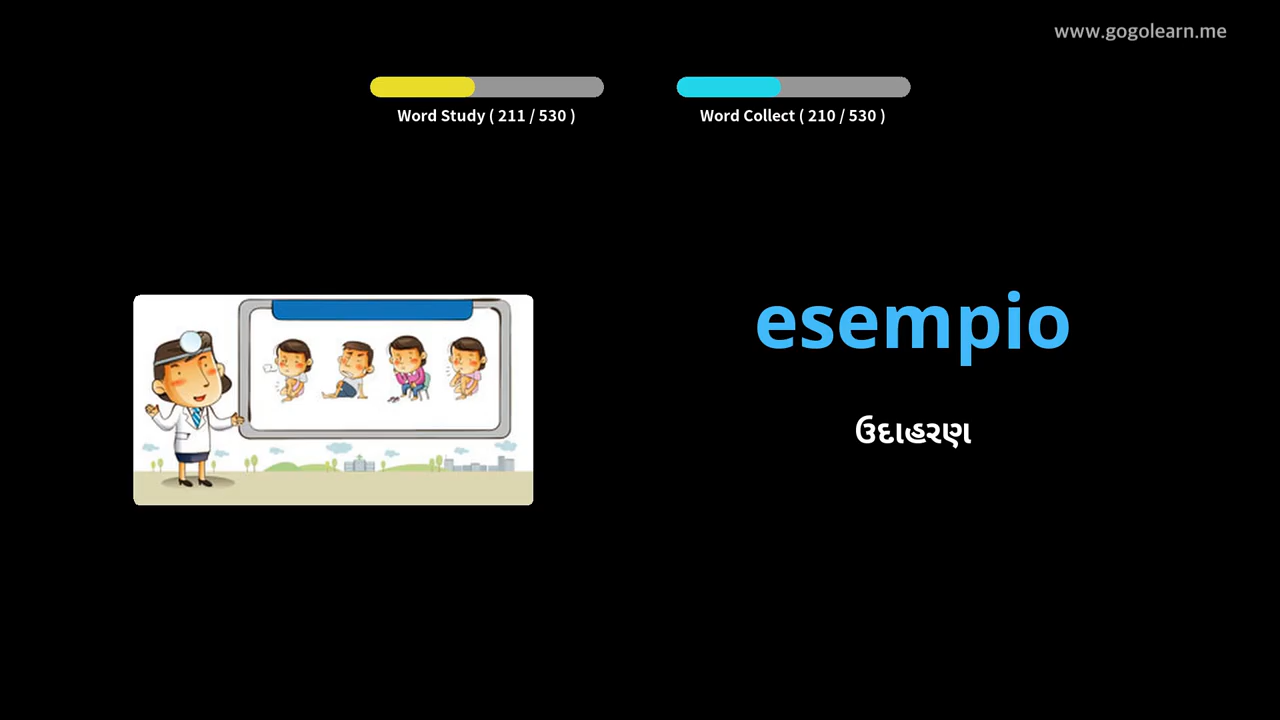 www.gogolearn.me
Word Study ( 211 / 530 )
Word Collect ( 210 / 530 )
esempio
ઉદાહરણ